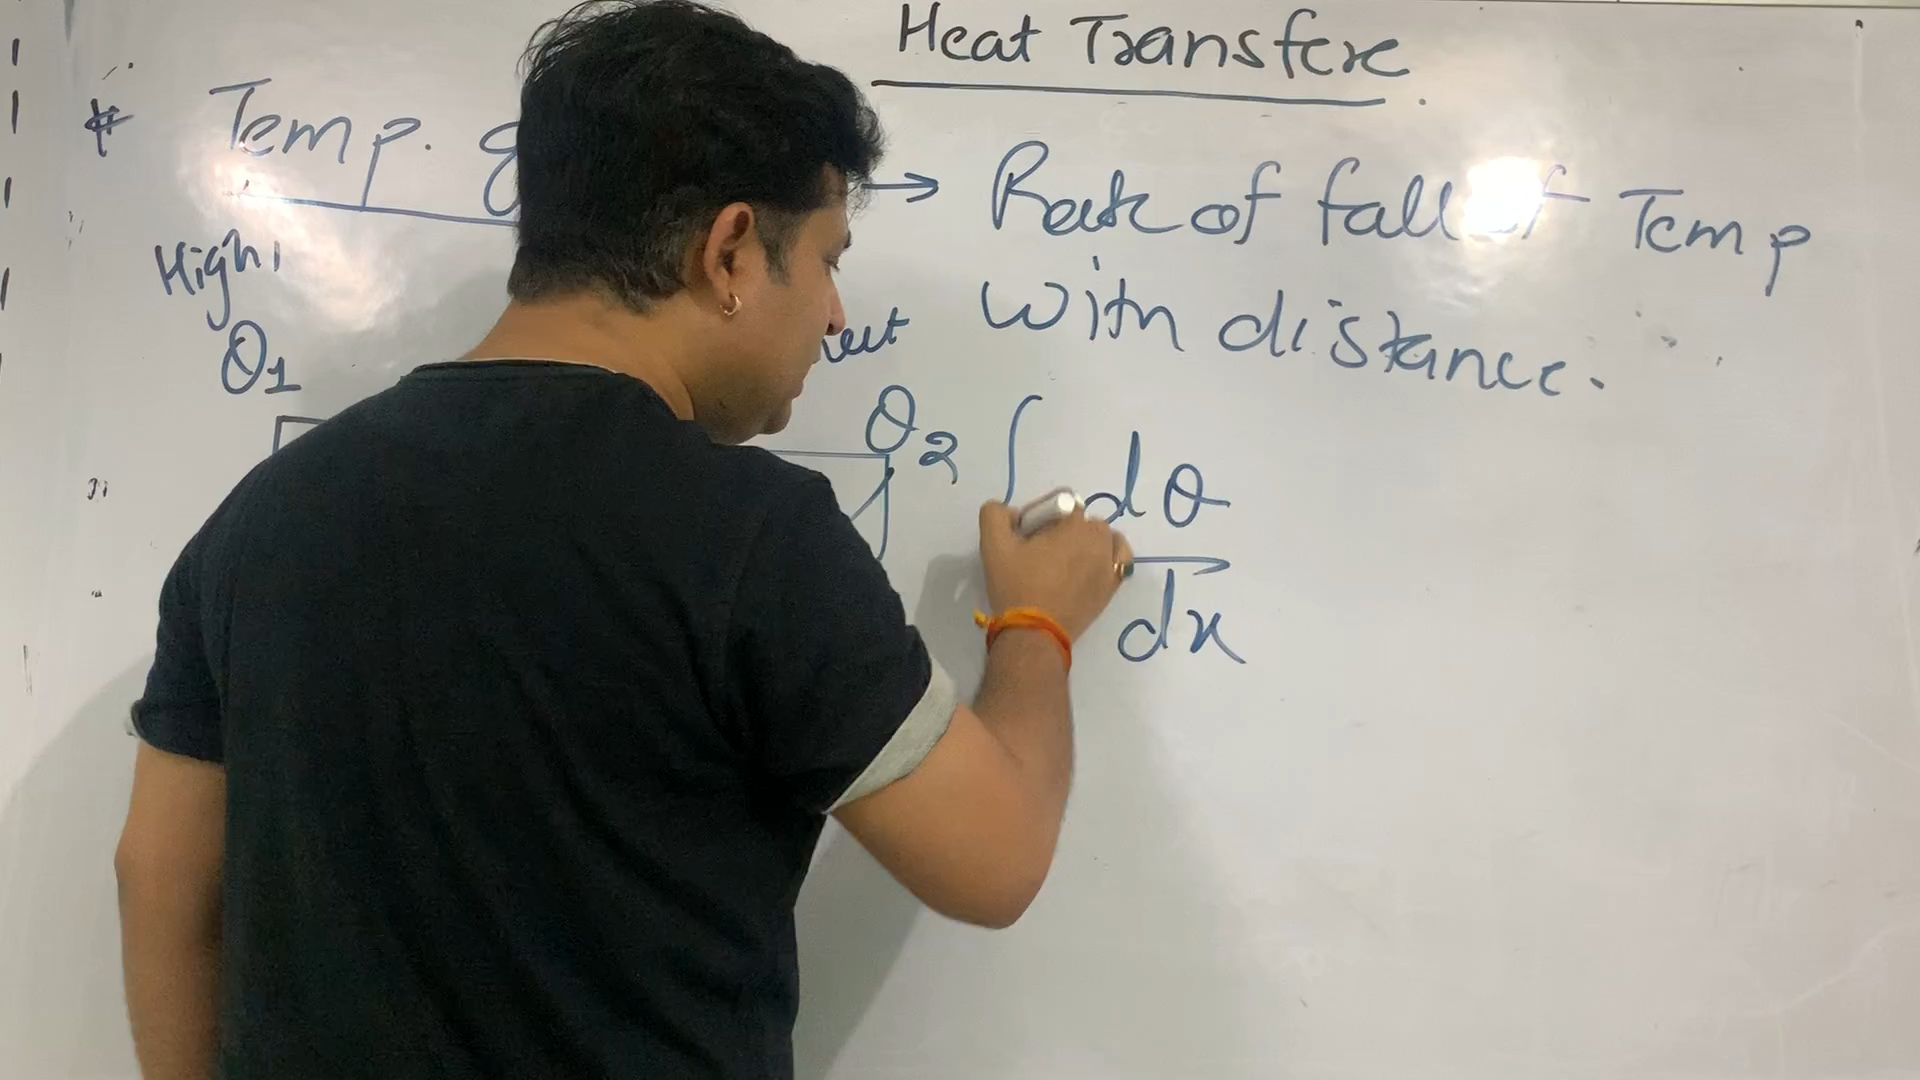 Heat Transfere
# Temp. g → Rate of fall of Temp
with distance.
High
θ1
θ2
∫ dθ
dx